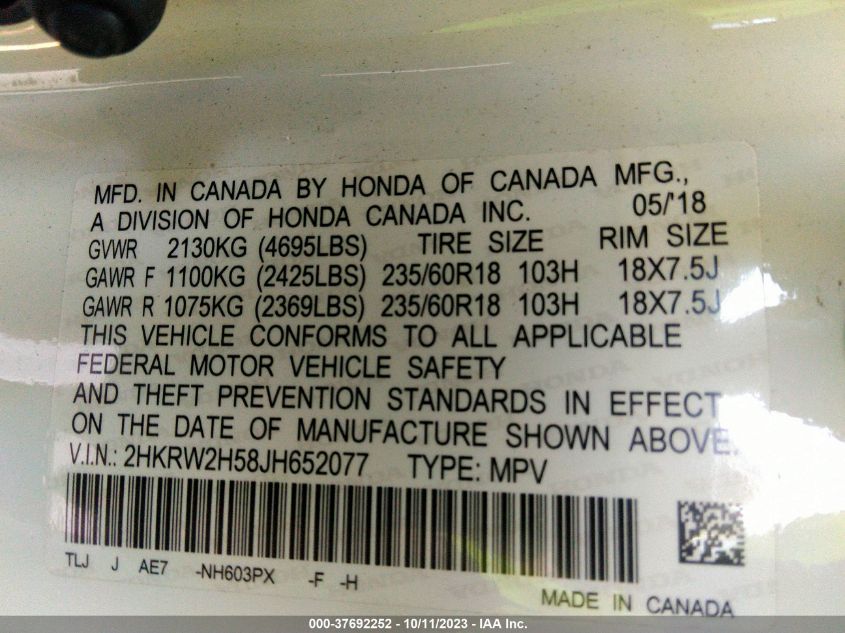 MFD. IN CANADA BY HONDA OF CANADA MFG.,
A DIVISION OF HONDA CANADA INC. 05/'18
GVWR 2130KG (4695LBS) TIRE SIZE RIM SIZE
GAWR F 1100KG (2425LBS) 235/60R18 103H 18X7.5J
GAWR R 1075KG (2369LBS) 235/60R18 103H 18X7.5J
THIS VEHICLE CONFORMS TO ALL APPLICABLE
FEDERAL MOTOR VEHICLE SAFETY
AND THEFT PREVENTION STANDARDS IN EFFECT
ON THE DATE OF MANUFACTURE SHOWN ABOVE.
V.I.N.: 2HKRW2H58JH652077 TYPE: MPV
TLJ J AE7 -NH603PX -F -H
MADE IN CANADA
000-37692252 - 10/11/2023 - IAA Inc.